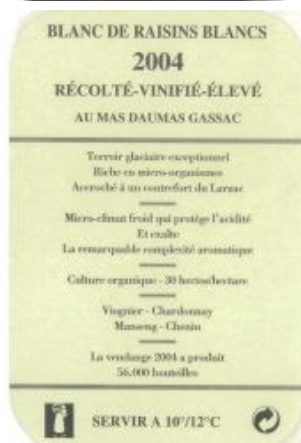 BLANC DE RAISINS BLANCS
2004
RÉCOLTÉ-VINIFIÉ-ÉLEVÉ
AU MAS DAUMAS GASSAC
Terroir glaciaire exceptionnel
Riche en micro-organismes
Accroché à un contrefort du Larzac
Micro-climat froid qui protège l'acidité
Et exalte
La remarquable complexité aromatique
Culture organique - 30 hectos/hectare
Viognier - Chardonnay
Manseng - Chenin
La vendange 2004 a produit
56.000 bouteilles
SERVIR A 10°/12°C